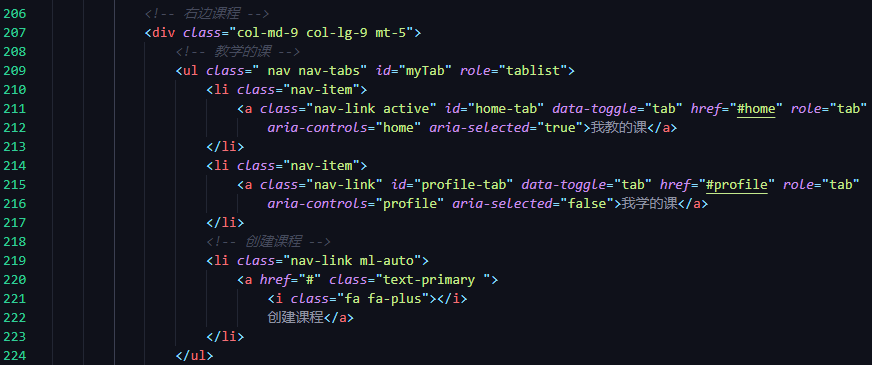 206 <!-- 右边课程 -->
207 <div class="col-md-9 col-lg-9 mt-5">
208 <!-- 教学的课 -->
209 <ul class=" nav nav-tabs" id="myTab" role="tablist">
210 <li class="nav-item">
211 <a class="nav-link active" id="home-tab" data-toggle="tab" href="#home" role="tab"
212 aria-controls="home" aria-selected="true">我教的课</a>
213 </li>
214 <li class="nav-item">
215 <a class="nav-link" id="profile-tab" data-toggle="tab" href="#profile" role="tab"
216 aria-controls="profile" aria-selected="false">我学的课</a>
217 </li>
218 <!-- 创建课程 -->
219 <li class="nav-link ml-auto">
220 <a href="#" class="text-primary ">
221 <i class="fa fa-plus"></i>
222 创建课程</a>
223 </li>
224 </ul>